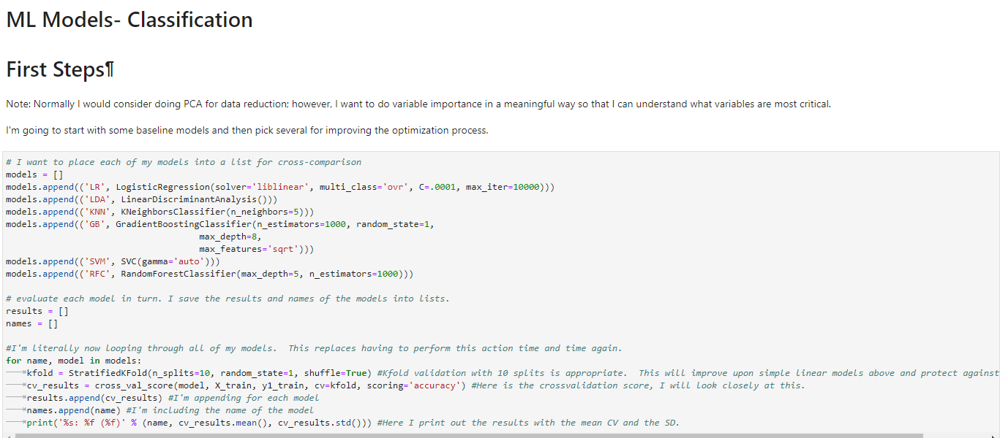 ML Models- Classification
First Steps¶
Note: Normally I would consider doing PCA for data reduction; however, I want to do variable importance in a meaningful way so that I can understand what variables are most critical.
I'm going to start with some baseline models and then pick several for improving the optimization process.
# I want to place each of my models into a list for cross-comparison
models = []
models.append(('LR', LogisticRegression(solver='liblinear', multi_class='ovr', C=.0001, max_iter=10000)))
models.append(('LDA', LinearDiscriminantAnalysis()))
models.append(('KNN', KNeighborsClassifier(n_neighbors=5)))
models.append(('GB', GradientBoostingClassifier(n_estimators=1000, random_state=1,
max_depth=8,
max_features='sqrt')))
models.append(('SVM', SVC(gamma='auto')))
models.append(('RFC', RandomForestClassifier(max_depth=5, n_estimators=1000)))
# evaluate each model in turn. I save the results and names of the models into lists.
results = []
names = []
#I'm literally now looping through all of my models.  This replaces having to perform this action time and time again.
for name, model in models:
kfold = StratifiedKFold(n_splits=10, random_state=1, shuffle=True) #Kfold validation with 10 splits is appropriate.  This will improve upon simple linear models above and protect against
cv_results = cross_val_score(model, X_train, y1_train, cv=kfold, scoring='accuracy') #Here is the crossvalidation score, I will look closely at this.
results.append(cv_results) #I'm appending for each model
names.append(name) #I'm including the name of the model
print('%s: %f (%f)' % (name, cv_results.mean(), cv_results.std())) #Here I print out the results with the mean CV and the SD.